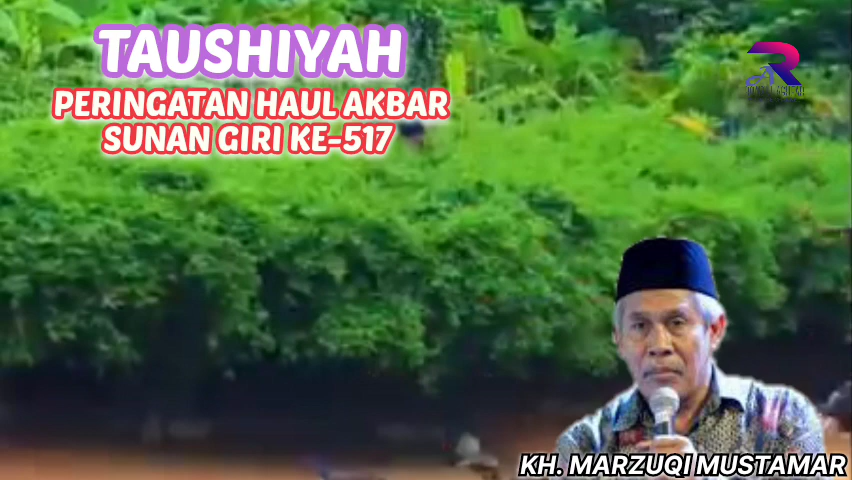 TAUSHIYAH
PERINGATAN HAUL AKBAR
SUNAN GIRI KE-517
KH. MARZUQI MUSTAMAR